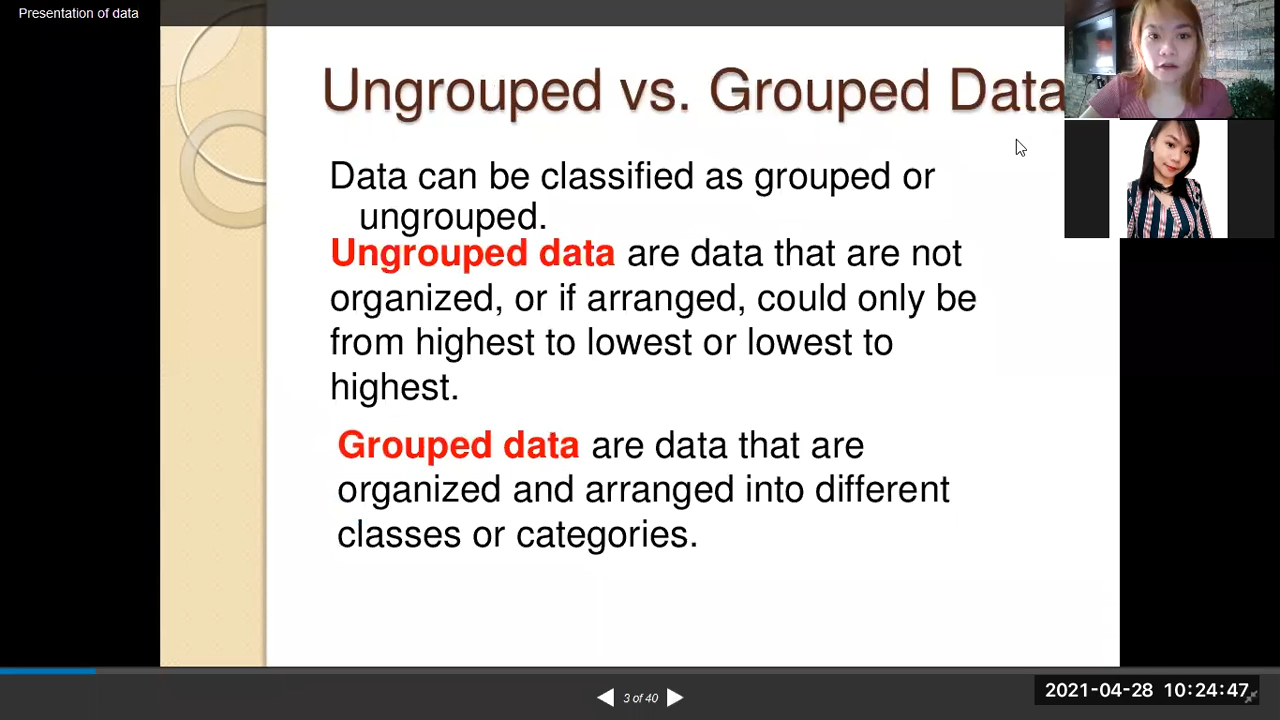 Presentation of data
Ungrouped vs. Grouped Data
Data can be classified as grouped or
ungrouped.
Ungrouped data are data that are not
organized, or if arranged, could only be
from highest to lowest or lowest to
highest.
Grouped data are data that are
organized and arranged into different
classes or categories.
3 of 40
2021-04-28 10:24:47